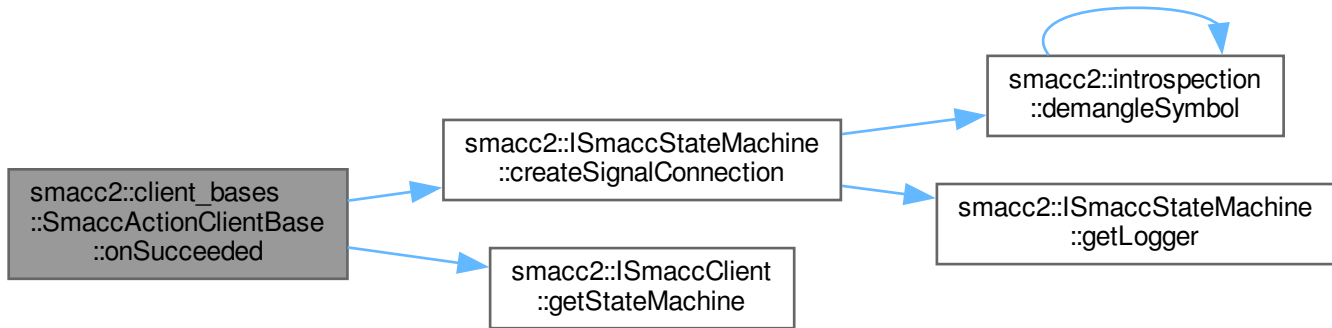 smacc2::client_bases
::SmaccActionClientBase
::onSucceeded
smacc2::ISmaccStateMachine
::createSignalConnection
smacc2::introspection
::demangleSymbol
smacc2::ISmaccStateMachine
::getLogger
smacc2::ISmaccClient
::getStateMachine